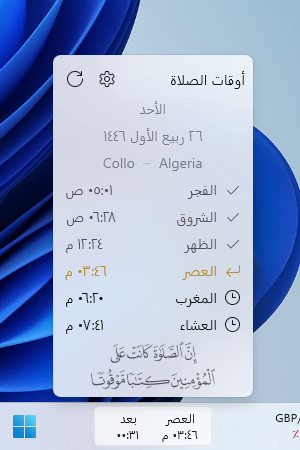 أوقات الصلاة
الأحد
٢٦ ربيع الأول ١٤٤٦
Collo – Algeria
الفجر ٠٥:٠١ ص
الشروق ٠٦:٢٨ ص
الظهر ١٢:٢٤ م
العصر ٠٣:٤٦ م
المغرب ٠٦:٢٠ م
العشاء ٠٧:٤١ م
إِنَّ الصَّلَوٰةَ كَانَتْ عَلَى
الْمُؤْمِنِينَ كِتَٰبًا مَّوْقُوتًا
العصر بعد
٠٣:٤٦ م ٠٠:٣١
GBP/